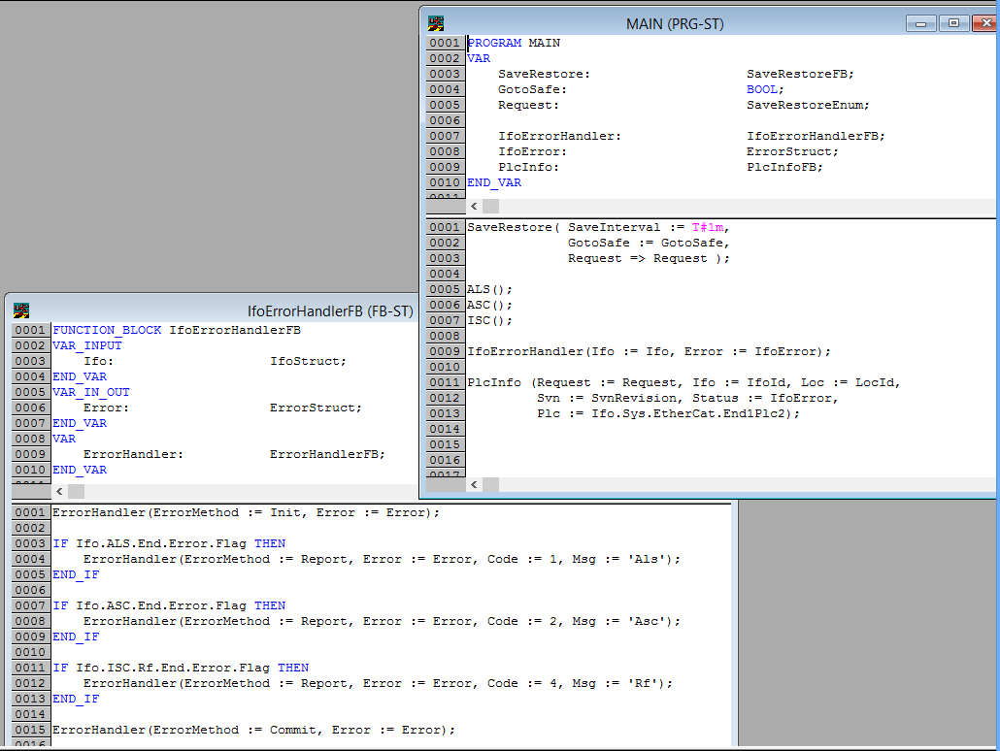 MAIN (PRG-ST)
0001 PROGRAM MAIN
0002 VAR
0003 SaveRestore: SaveRestoreFB;
0004 GotoSafe: BOOL;
0005 Request: SaveRestoreEnum;
0006
0007 IfoErrorHandler: IfoErrorHandlerFB;
0008 IfoError: ErrorStruct;
0009 PlcInfo: PlcInfoFB;
0010 END_VAR
0011
0001 SaveRestore( SaveInterval := T#1m,
0002 GotoSafe := GotoSafe,
0003 Request => Request );
0004
0005 ALS();
0006 ASC();
0007 ISC();
0008
0009 IfoErrorHandler(Ifo := Ifo, Error := IfoError);
0010
0011 PlcInfo (Request := Request, Ifo := IfoId, Loc := LocId,
0012 Svn := SvnRevision, Status := IfoError,
0013 Plc := Ifo.Sys.EtherCat.End1Plc2);
0014
0015
0016
0017
IfoErrorHandlerFB (FB-ST)
0001 FUNCTION_BLOCK IfoErrorHandlerFB
0002 VAR_INPUT
0003 Ifo: IfoStruct;
0004 END_VAR
0005 VAR_IN_OUT
0006 Error: ErrorStruct;
0007 END_VAR
0008 VAR
0009 ErrorHandler: ErrorHandlerFB;
0010 END_VAR
0011
0001 ErrorHandler(ErrorMethod := Init, Error := Error);
0002
0003 IF Ifo.ALS.End.Error.Flag THEN
0004 ErrorHandler(ErrorMethod := Report, Error := Error, Code := 1, Msg := 'Als');
0005 END_IF
0006
0007 IF Ifo.ASC.End.Error.Flag THEN
0008 ErrorHandler(ErrorMethod := Report, Error := Error, Code := 2, Msg := 'Asc');
0009 END_IF
0010
0011 IF Ifo.ISC.Rf.End.Error.Flag THEN
0012 ErrorHandler(ErrorMethod := Report, Error := Error, Code := 4, Msg := 'Rf');
0013 END_IF
0014
0015 ErrorHandler(ErrorMethod := Commit, Error := Error);
0016